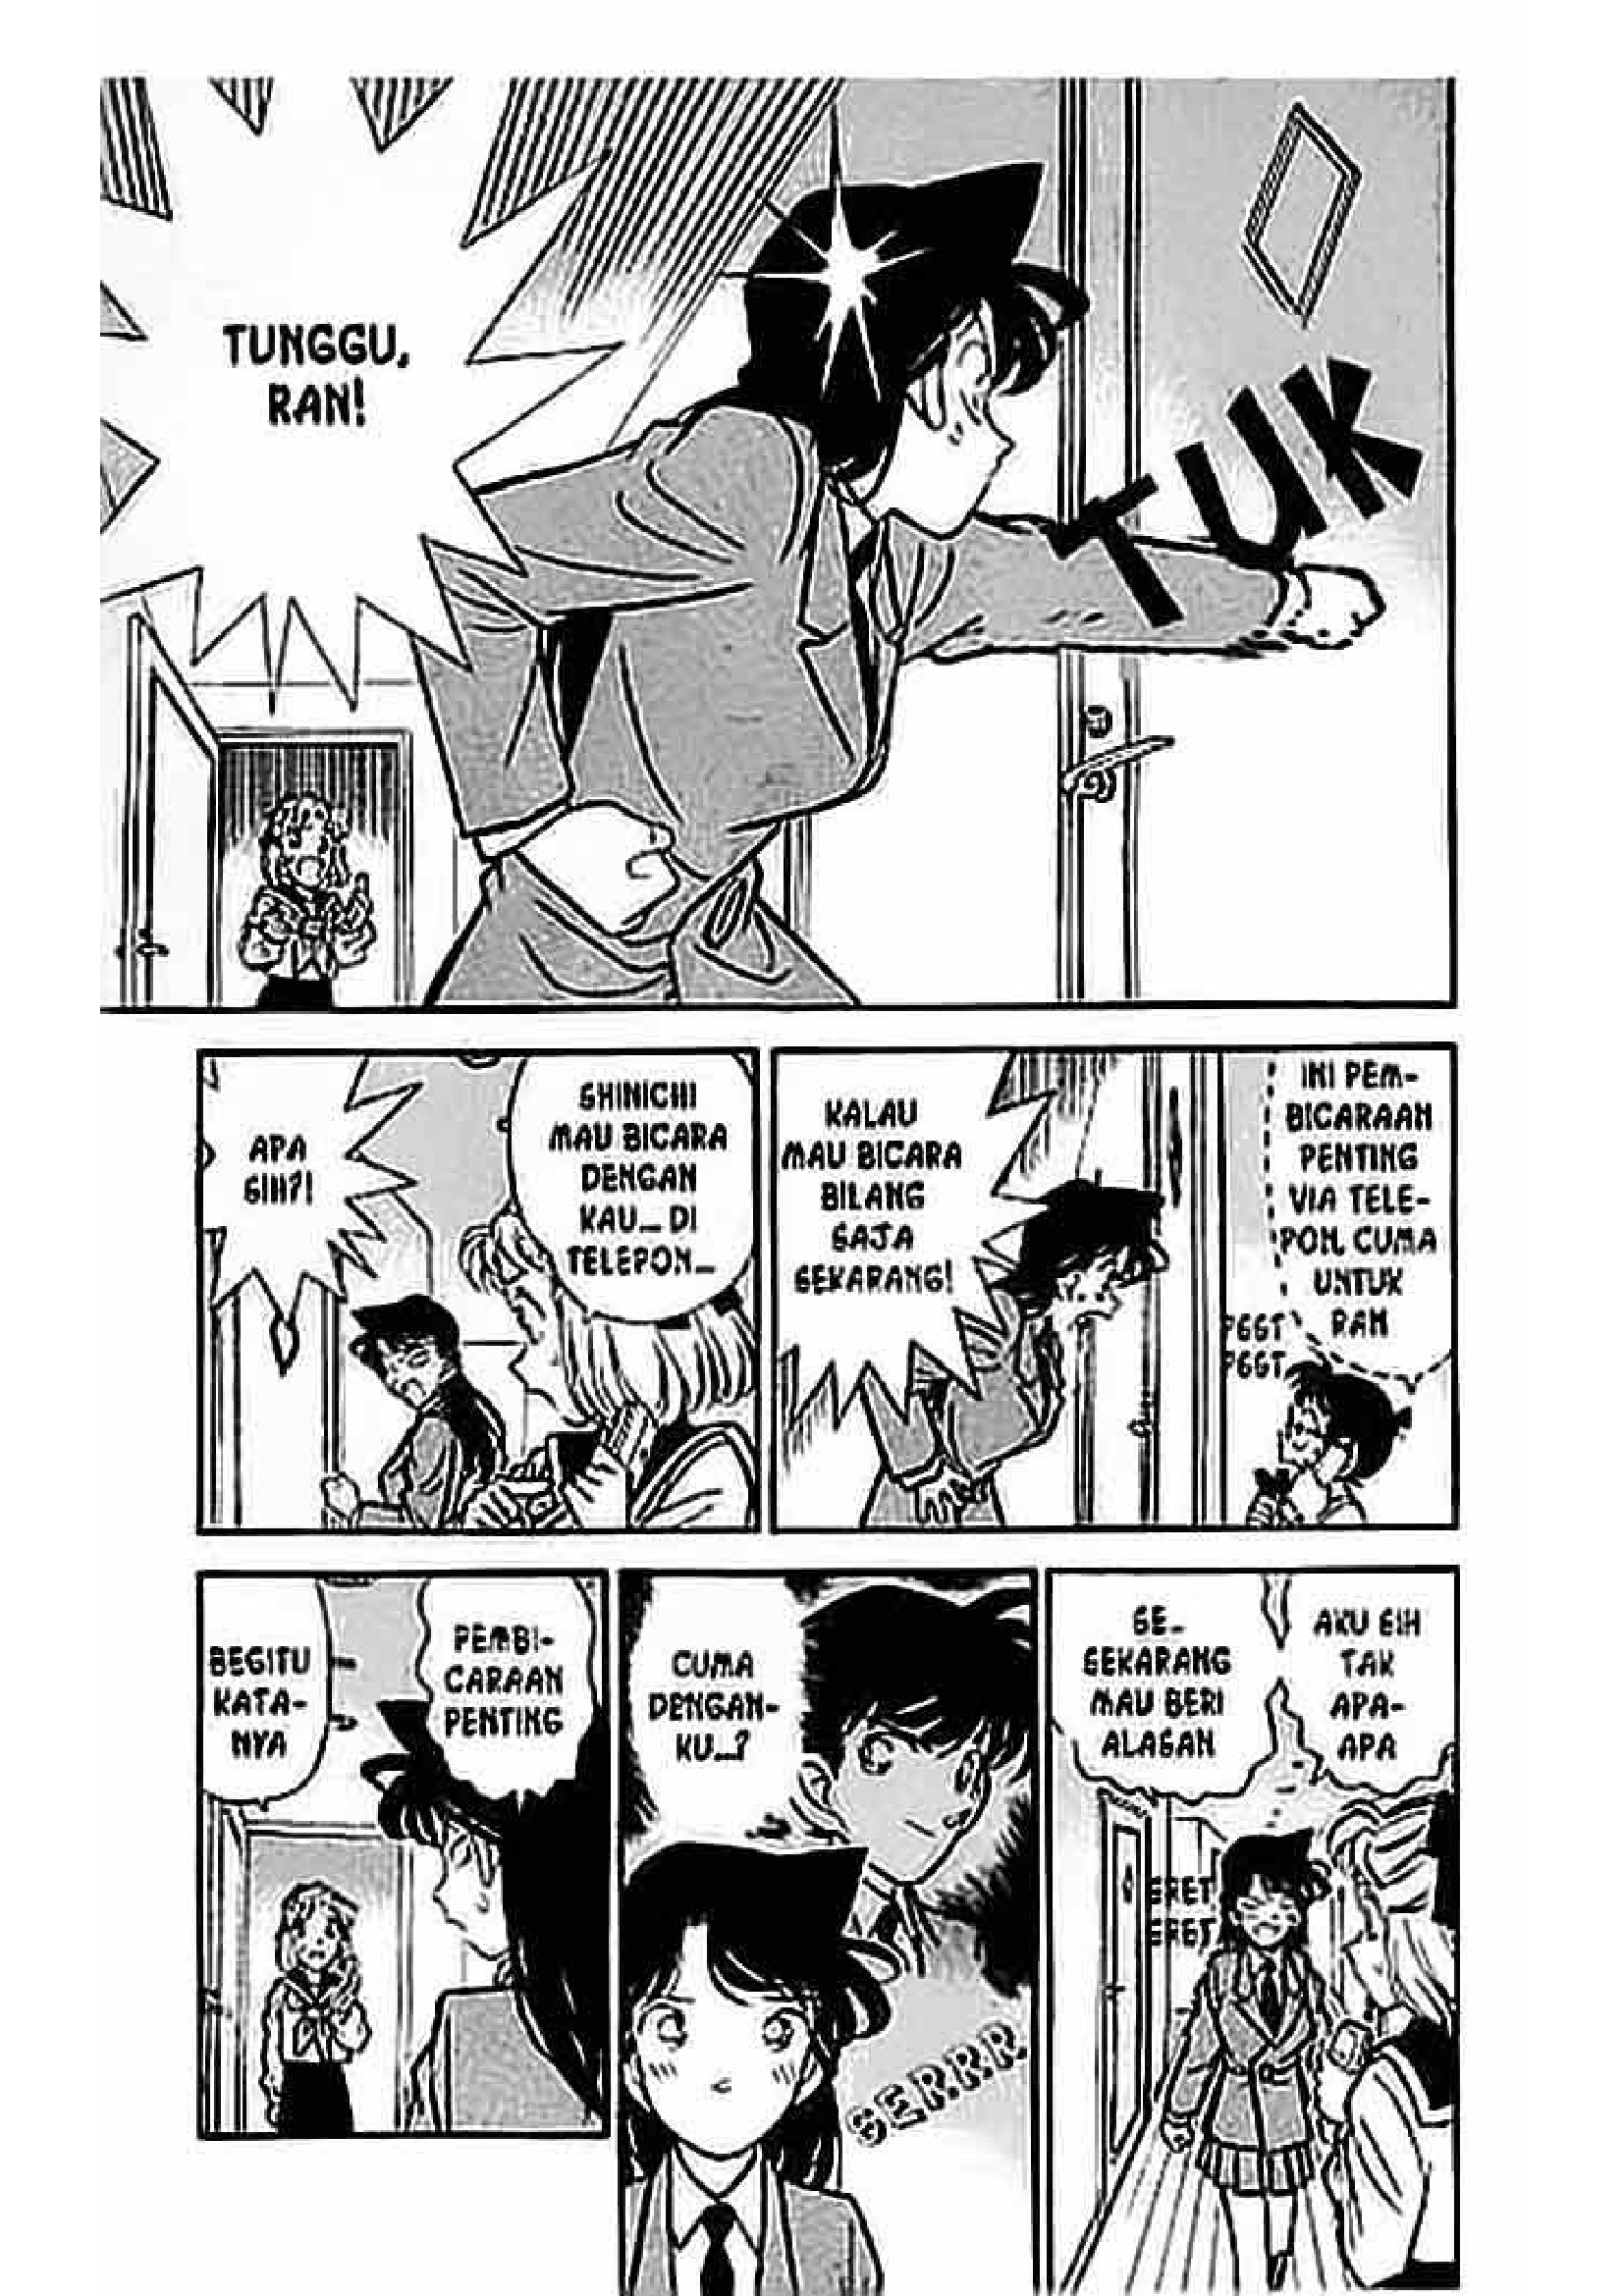 TUNGGU,
RAN!
TUK
APA
SIH?!
SHINICHI
MAU BICARA
DENGAN
KAU... DI
TELEPON...
KALAU
MAU BICARA
BILANG
SAJA
SEKARANG!
INI PEM-
BICARAAN
PENTING
VIA TELE-
PON. CUMA
UNTUK
RAN
PSST
PSST
BEGITU
KATA-
NYA
PEMBI-
CARAAN
PENTING
CUMA
DENGAN-
KU...?
SERRR
SE..
SEKARANG
MAU BERI
ALASAN
AKU SIH
TAK
APA-
APA
SRET
SRET